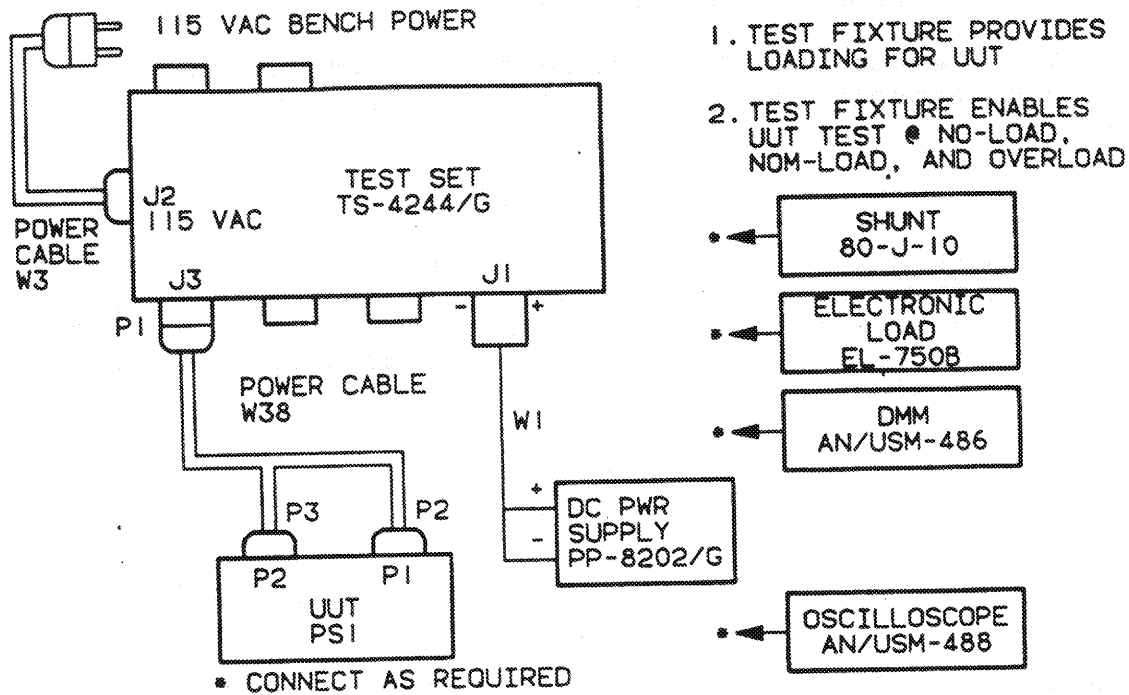 115 VAC BENCH POWER
1. TEST FIXTURE PROVIDES
LOADING FOR UUT
2. TEST FIXTURE ENABLES
UUT TEST @ NO-LOAD,
NOM-LOAD, AND OVERLOAD
TEST SET
TS-4244/G
J2
115 VAC
POWER
CABLE
W3
J3
J1
-
+
P1
POWER CABLE
W38
W1
P3
P2
P2
P1
UUT
PS1
+
-
DC PWR
SUPPLY
PP-8202/G
* SHUNT
80-J-10
* ELECTRONIC
LOAD
EL-750B
* DMM
AN/USM-486
* OSCILLOSCOPE
AN/USM-488
* CONNECT AS REQUIRED